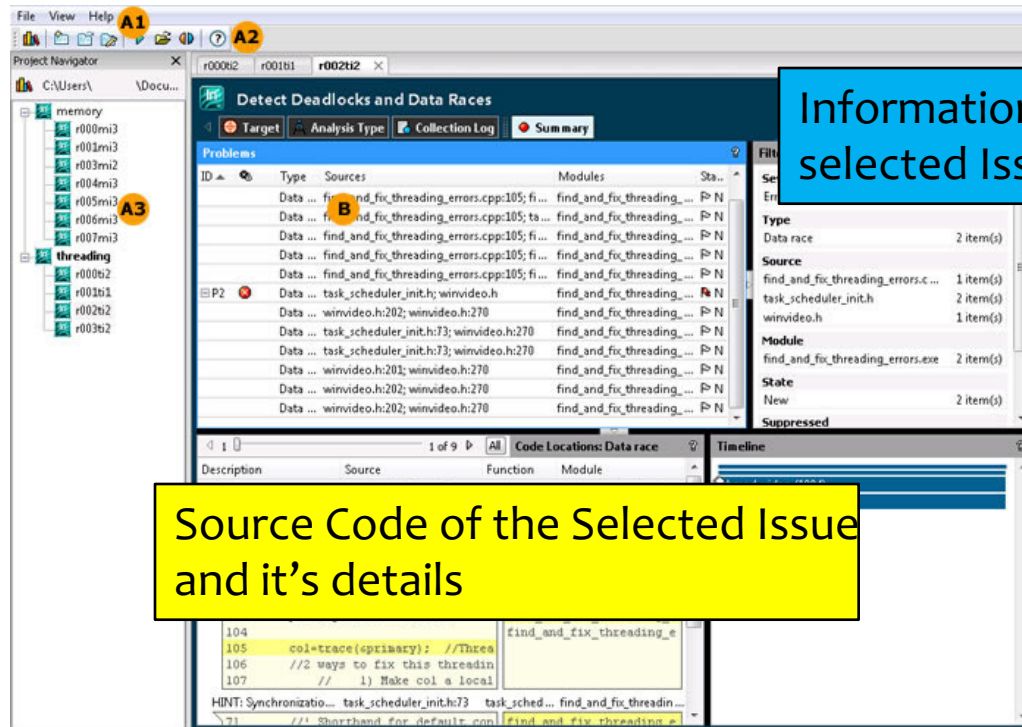 File View Help A1
A2
Project Navigator
C:\Users\ \Docu...
memory
r000mi3
r001mi3
r003mi2
r004mi3
r005mi3
A3
r006mi3
r007mi3
threading
r000ti2
r001ti1
r002ti2
r003ti2
r000ti2 r001ti1 r002ti2
Detect Deadlocks and Data Races
Target Analysis Type Collection Log Summary
Information
selected Iss
Problems
ID Type Sources Modules Sta..
Data ... find_and_fix_threading_errors.cpp:105; fi... find_and_fix_threading_... N
B
Data ... find_and_fix_threading_errors.cpp:105; ta... find_and_fix_threading_... N
Data ... find_and_fix_threading_errors.cpp:105; fi... find_and_fix_threading_... N
Data ... find_and_fix_threading_errors.cpp:105; fi... find_and_fix_threading_... N
Data ... find_and_fix_threading_errors.cpp:105; fi... find_and_fix_threading_... N
P2 Data ... task_scheduler_init.h; winvideo.h find_and_fix_threading_... N
Data ... winvideo.h:202; winvideo.h:270 find_and_fix_threading_... N
Data ... task_scheduler_init.h:73; winvideo.h:270 find_and_fix_threading_... N
Data ... task_scheduler_init.h:73; winvideo.h:270 find_and_fix_threading_... N
Data ... winvideo.h:201; winvideo.h:270 find_and_fix_threading_... N
Data ... winvideo.h:202; winvideo.h:270 find_and_fix_threading_... N
Data ... winvideo.h:202; winvideo.h:270 find_and_fix_threading_... N
Type
Data race 2 item(s)
Source
find_and_fix_threading_errors.c ... 1 item(s)
task_scheduler_init.h 2 item(s)
winvideo.h 1 item(s)
Module
find_and_fix_threading_errors.exe 2 item(s)
State
New 2 item(s)
Suppressed
1 1 of 9 All Code Locations: Data race
Timeline
Description Source Function Module
Source Code of the Selected Issue
and it's details
104 find_and_fix_threading_e
105 col=trace(&primary); //Threa
106 //2 ways to fix this threadin
107 // 1) Make col a local
HINT: Synchronizatio... task_scheduler_init.h:73 task_sched... find_and_fix_threadin...
71 //! Shorthand for default con find_and_fix_threading_e